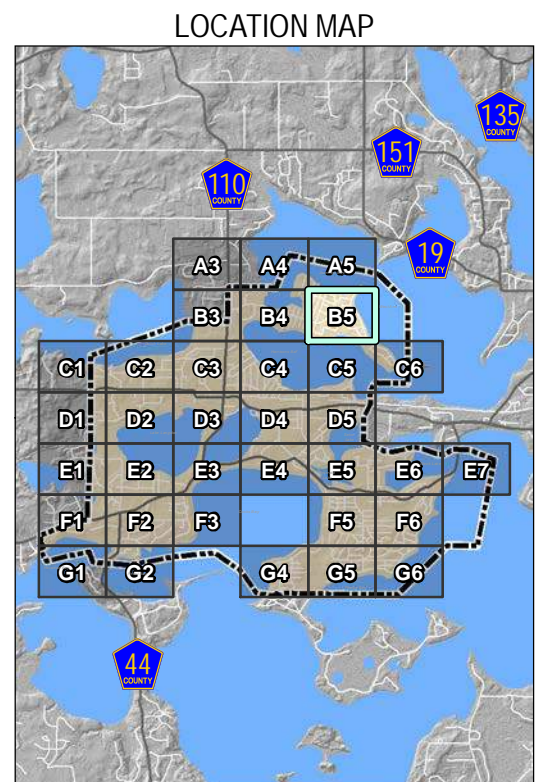 LOCATION MAP
135
COUNTY
151
COUNTY
110
COUNTY
19
COUNTY
A3 A4 A5
B3 B4 B5
C1 C2 C3 C4 C5 C6
D1 D2 D3 D4 D5
E1 E2 E3 E4 E5 E6 E7
F1 F2 F3 F5 F6
G1 G2 G4 G5 G6
44
COUNTY